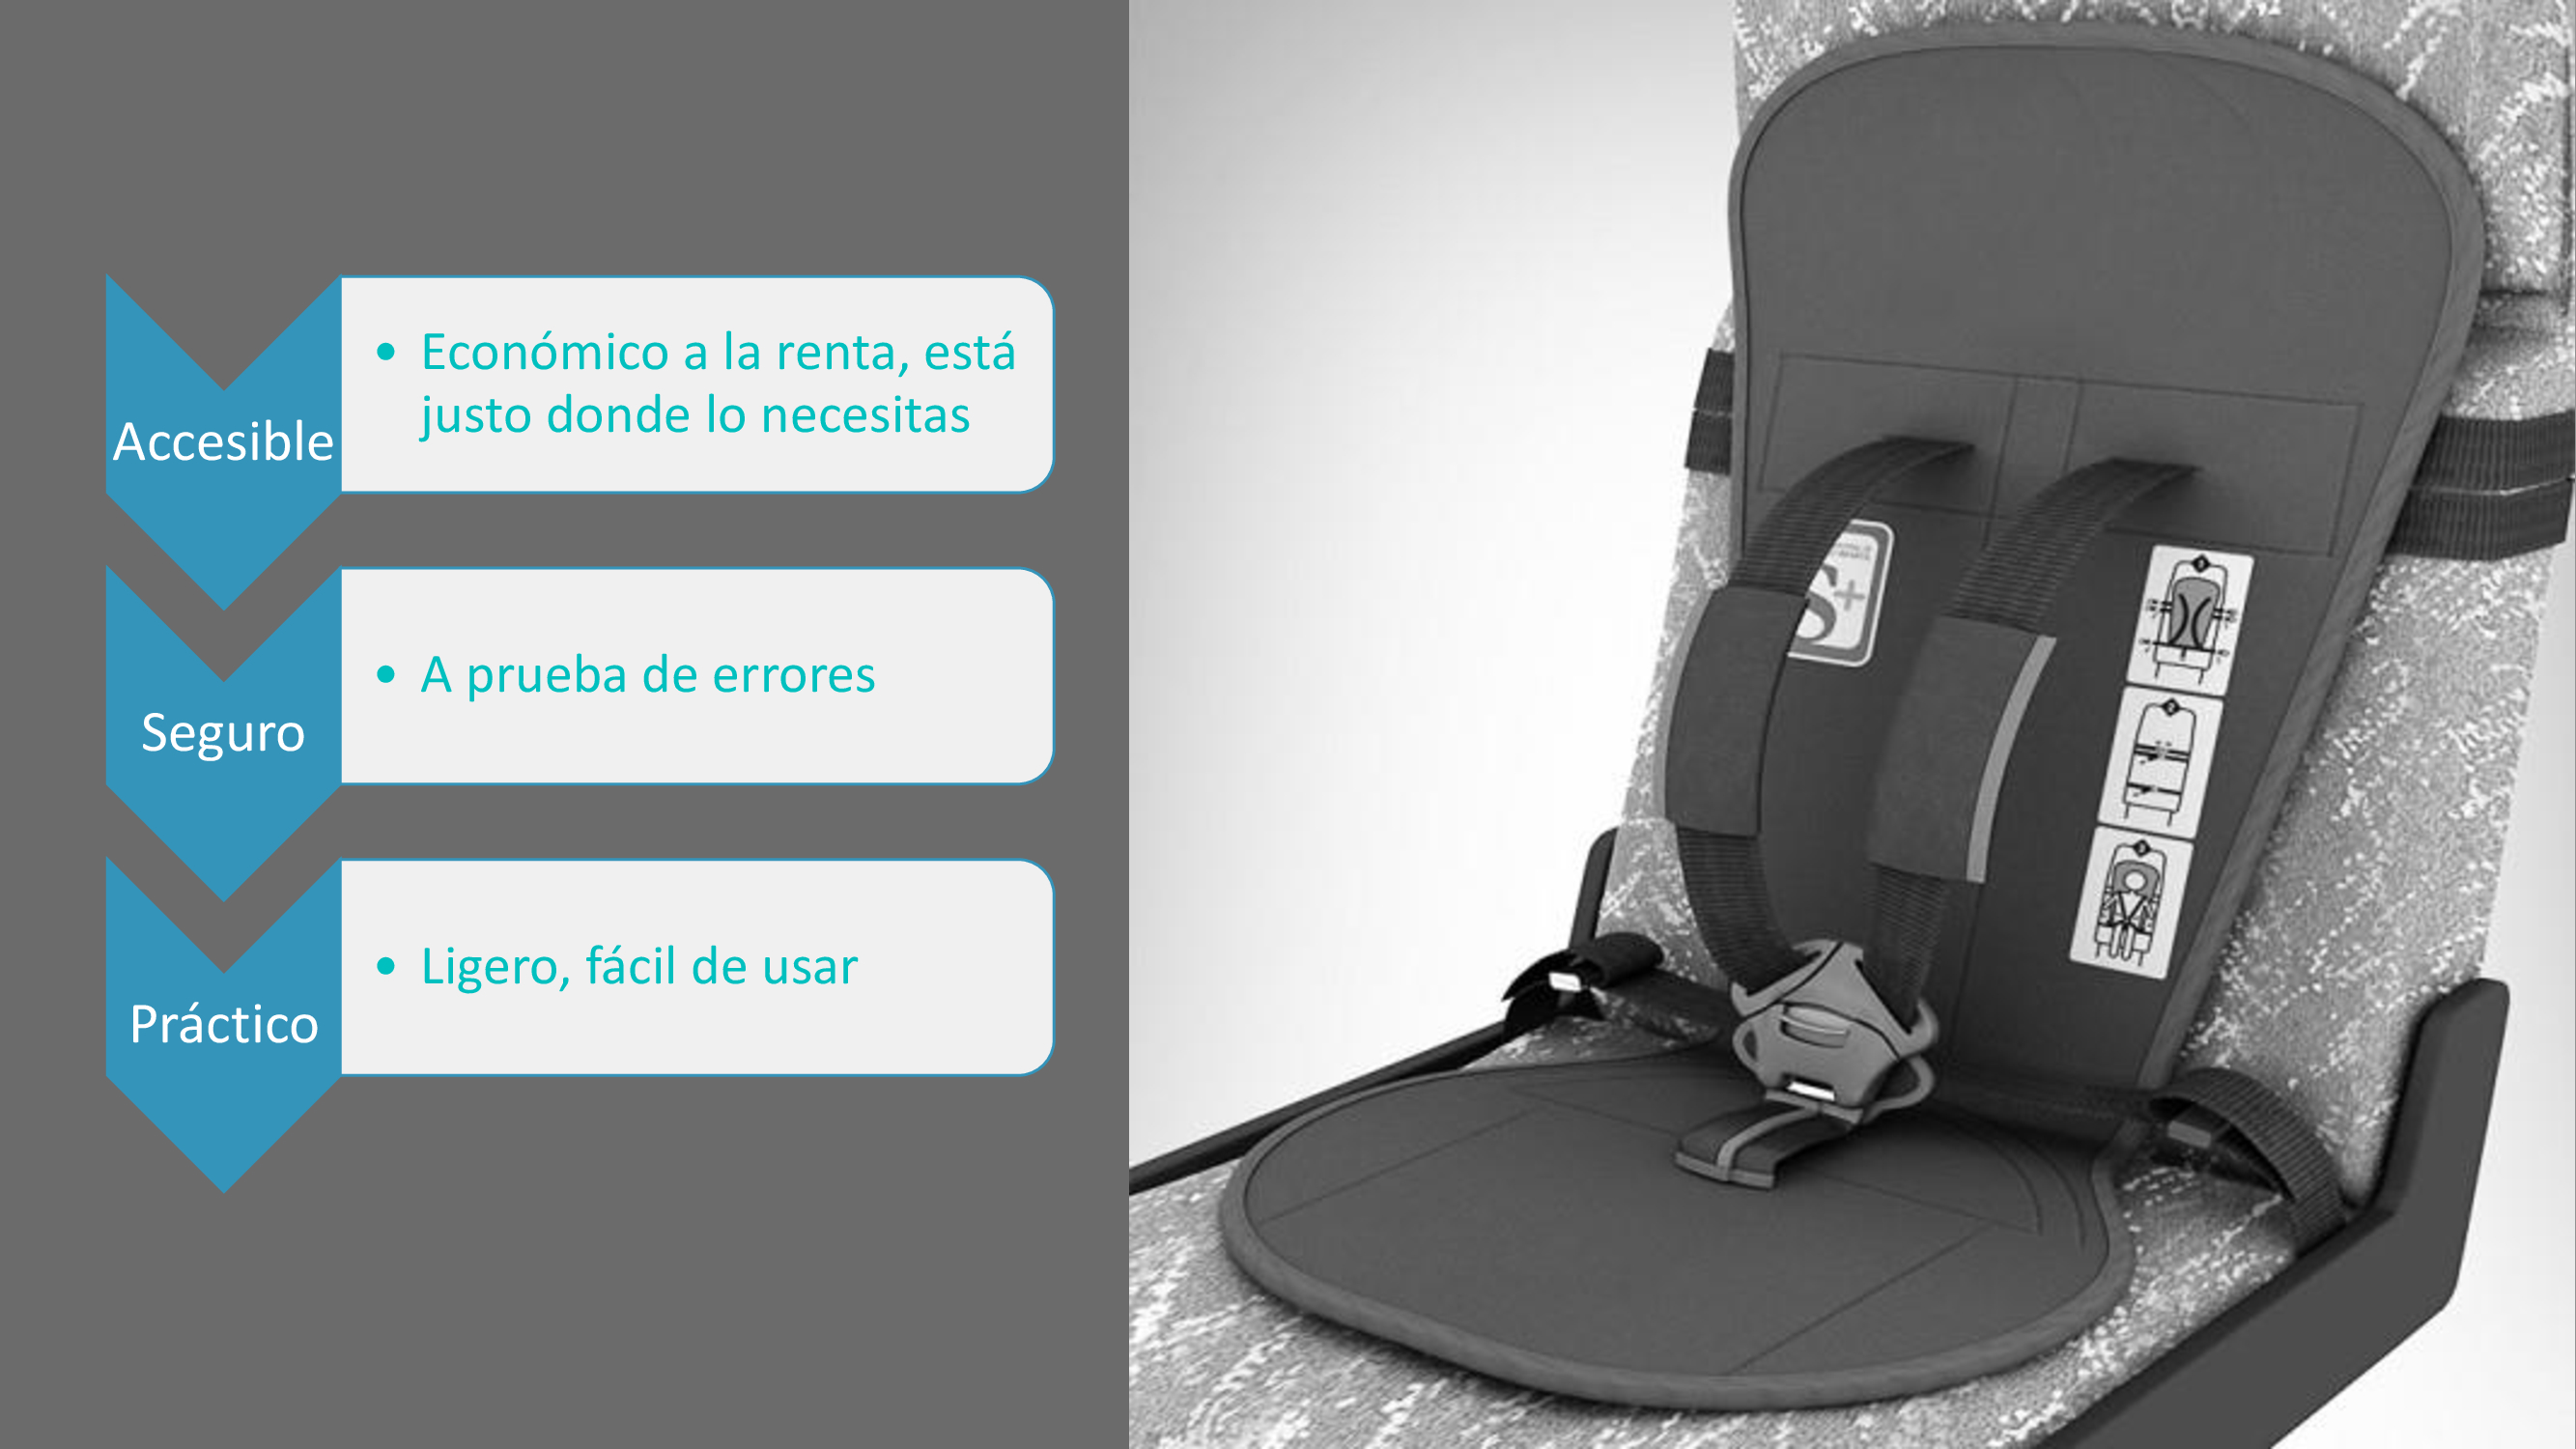 Accesible
• Económico a la renta, está
justo donde lo necesitas
Seguro
• A prueba de errores
Práctico
• Ligero, fácil de usar
S+